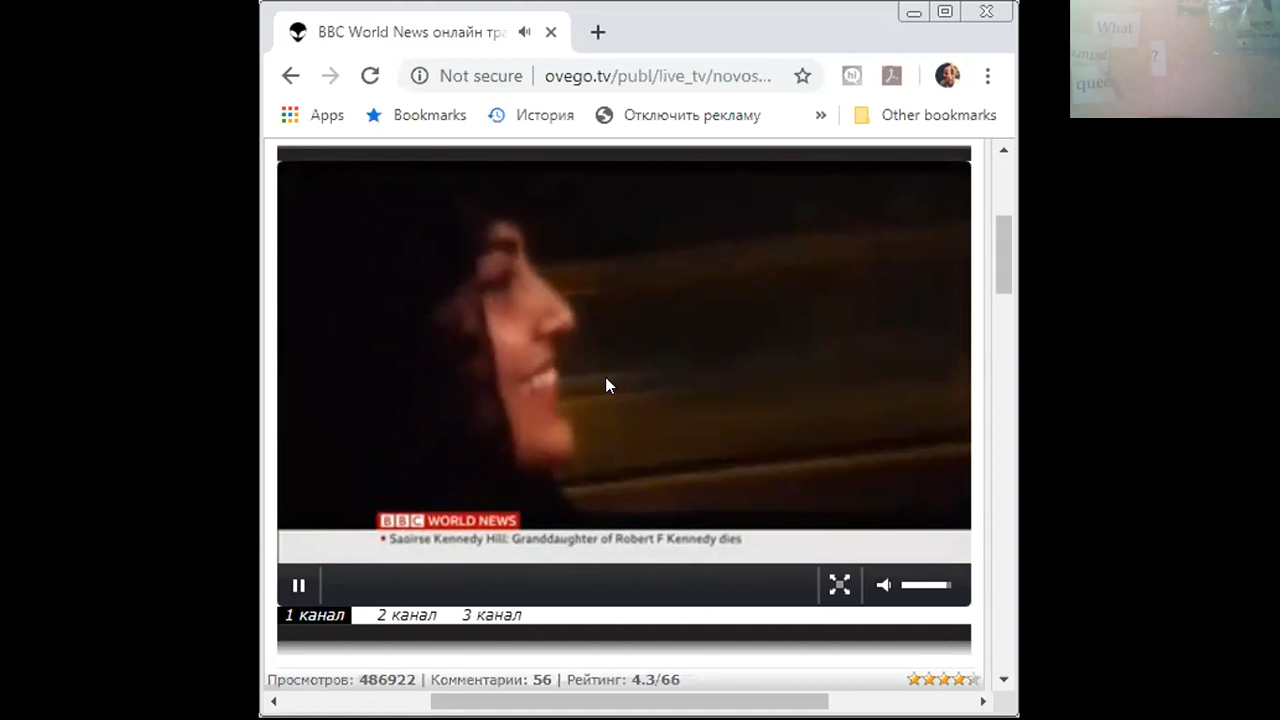 BBC World News онлайн тра
Not secure
ovego.tv/publ/live_tv/novos...
Apps
Bookmarks
История
Отключить рекламу
»
Other bookmarks
What
?
BBC WORLD NEWS
• Saoirse Kennedy Hill: Granddaughter of Robert F Kennedy dies
1 канал 2 канал 3 канал
Просмотров: 486922 | Комментарии: 56 | Рейтинг: 4.3/66